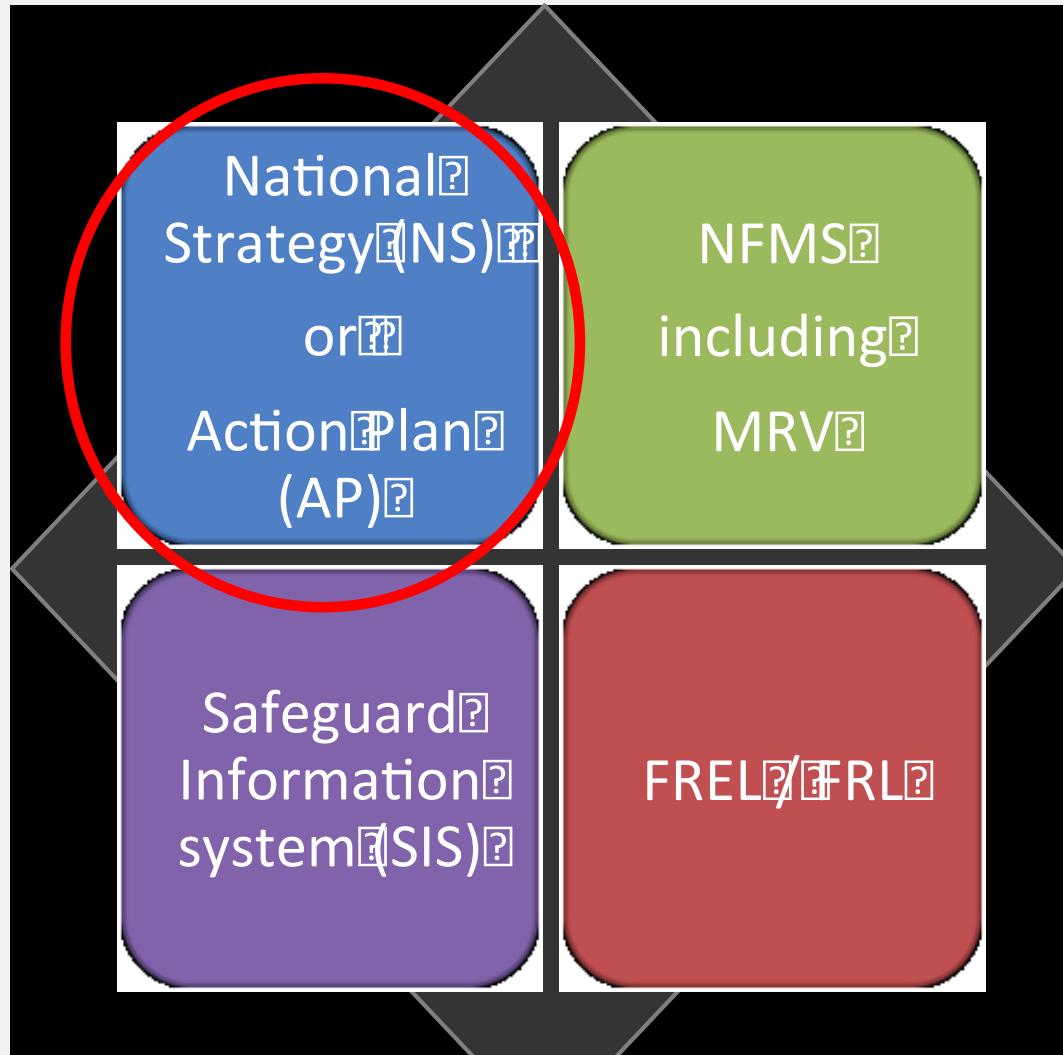 National
Strategy (NS)
or
Action Plan
(AP)
NFMS
including
MRV
Safeguard
Information
system (SIS)
FREL / FRL